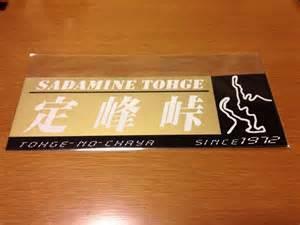 SADAMINE TOHGE
定峰峠
TOHGE-NO-CHAYA SINCE1972